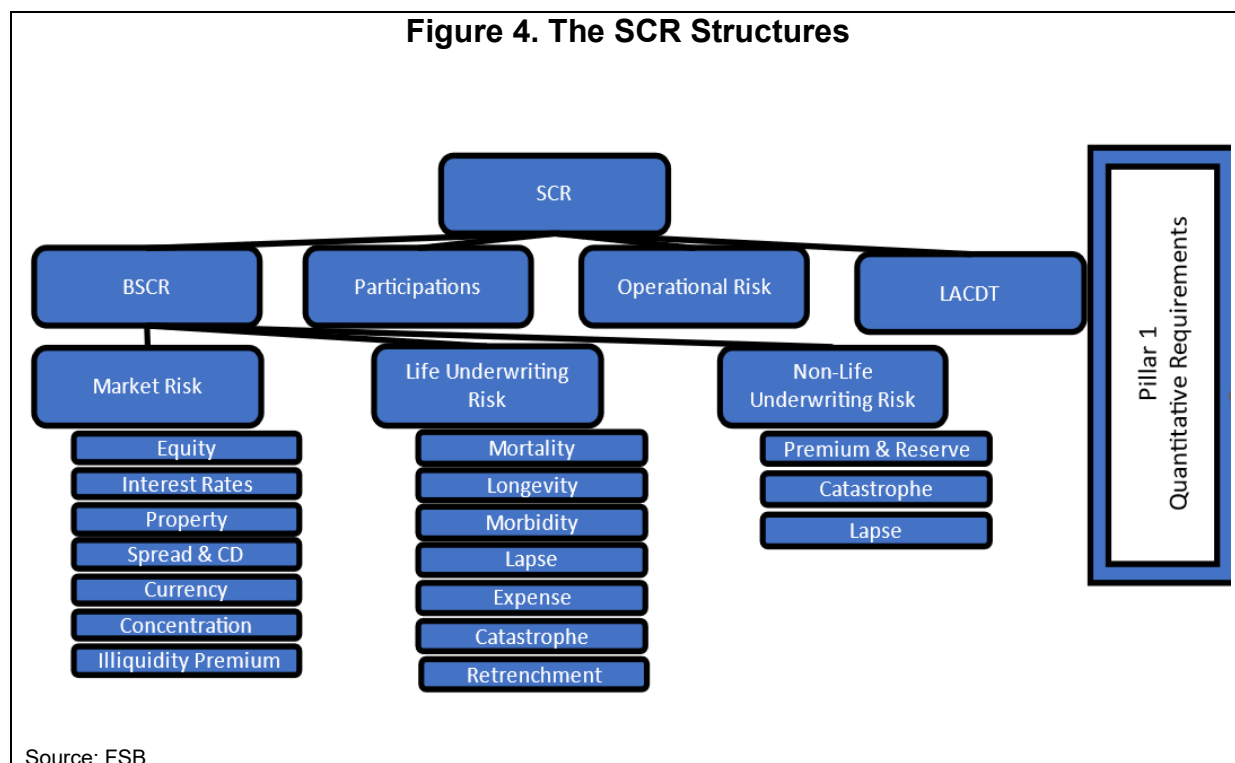 Figure 4. The SCR Structures
SCR
BSCR
Participations
Operational Risk
LACDT
Market Risk
Life Underwriting
Risk
Non-Life
Underwriting Risk
Equity
Interest Rates
Property
Spread & CD
Currency
Concentration
Illiquidity Premium
Mortality
Longevity
Morbidity
Lapse
Expense
Catastrophe
Retrenchment
Premium & Reserve
Catastrophe
Lapse
Pillar 1
Quantitative Requirements
Source: FSB